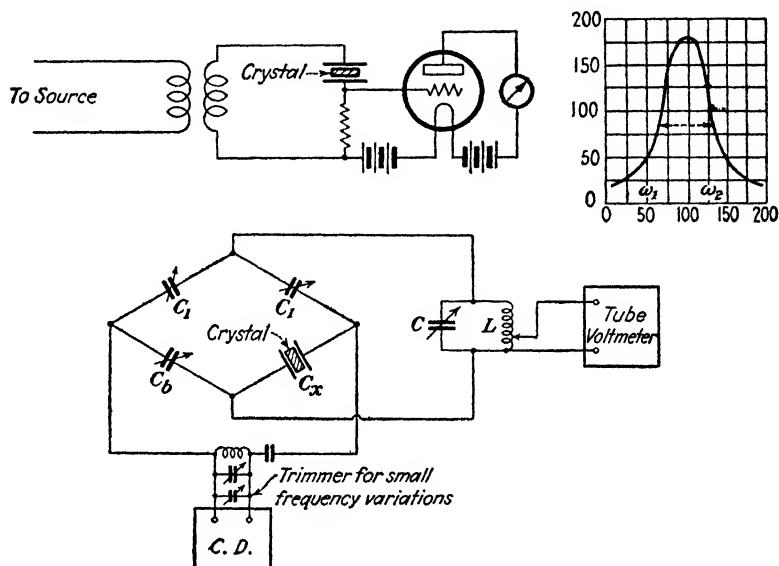 To Source
Crystal
200
150
100
50
0
ω1
ω2
0
50
100
150
200
C1
C1
Crystal
Cb
Cx
C
L
Tube
Voltmeter
Trimmer for small
frequency variations
C. D.